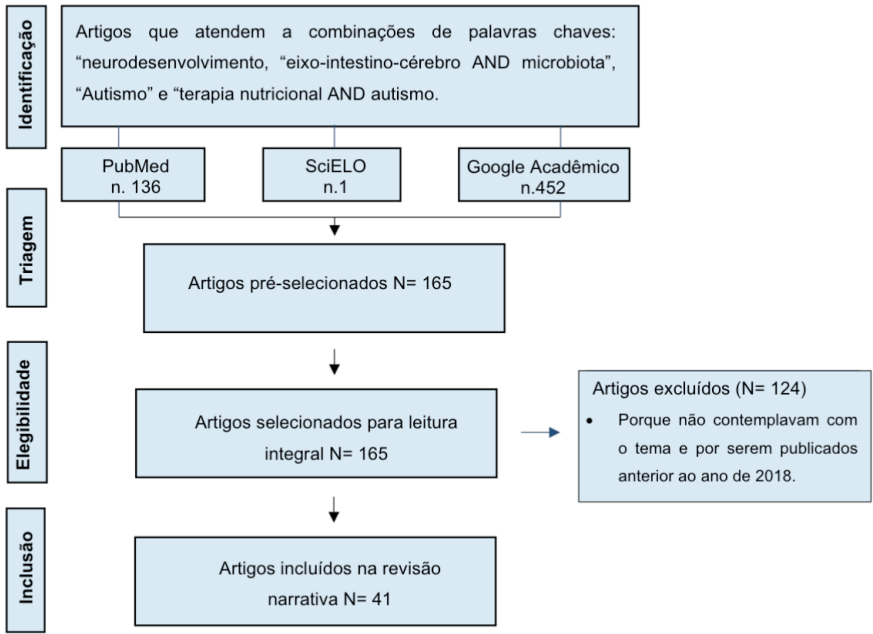 Identificação
Artigos que atendem a combinações de palavras chaves:
“neurodesenvolvimento, “eixo-intestino-cérebro AND microbiota”,
“Autismo” e “terapia nutricional AND autismo.
PubMed
n. 136
SciELO
n.1
Google Acadêmico
n.452
Triagem
Artigos pré-selecionados N= 165
Elegibilidade
Artigos selecionados para leitura
integral N= 165
Artigos excluídos (N= 124)
• Porque não contemplavam com
o tema e por serem publicados
anterior ao ano de 2018.
Inclusão
Artigos incluídos na revisão
narrativa N= 41